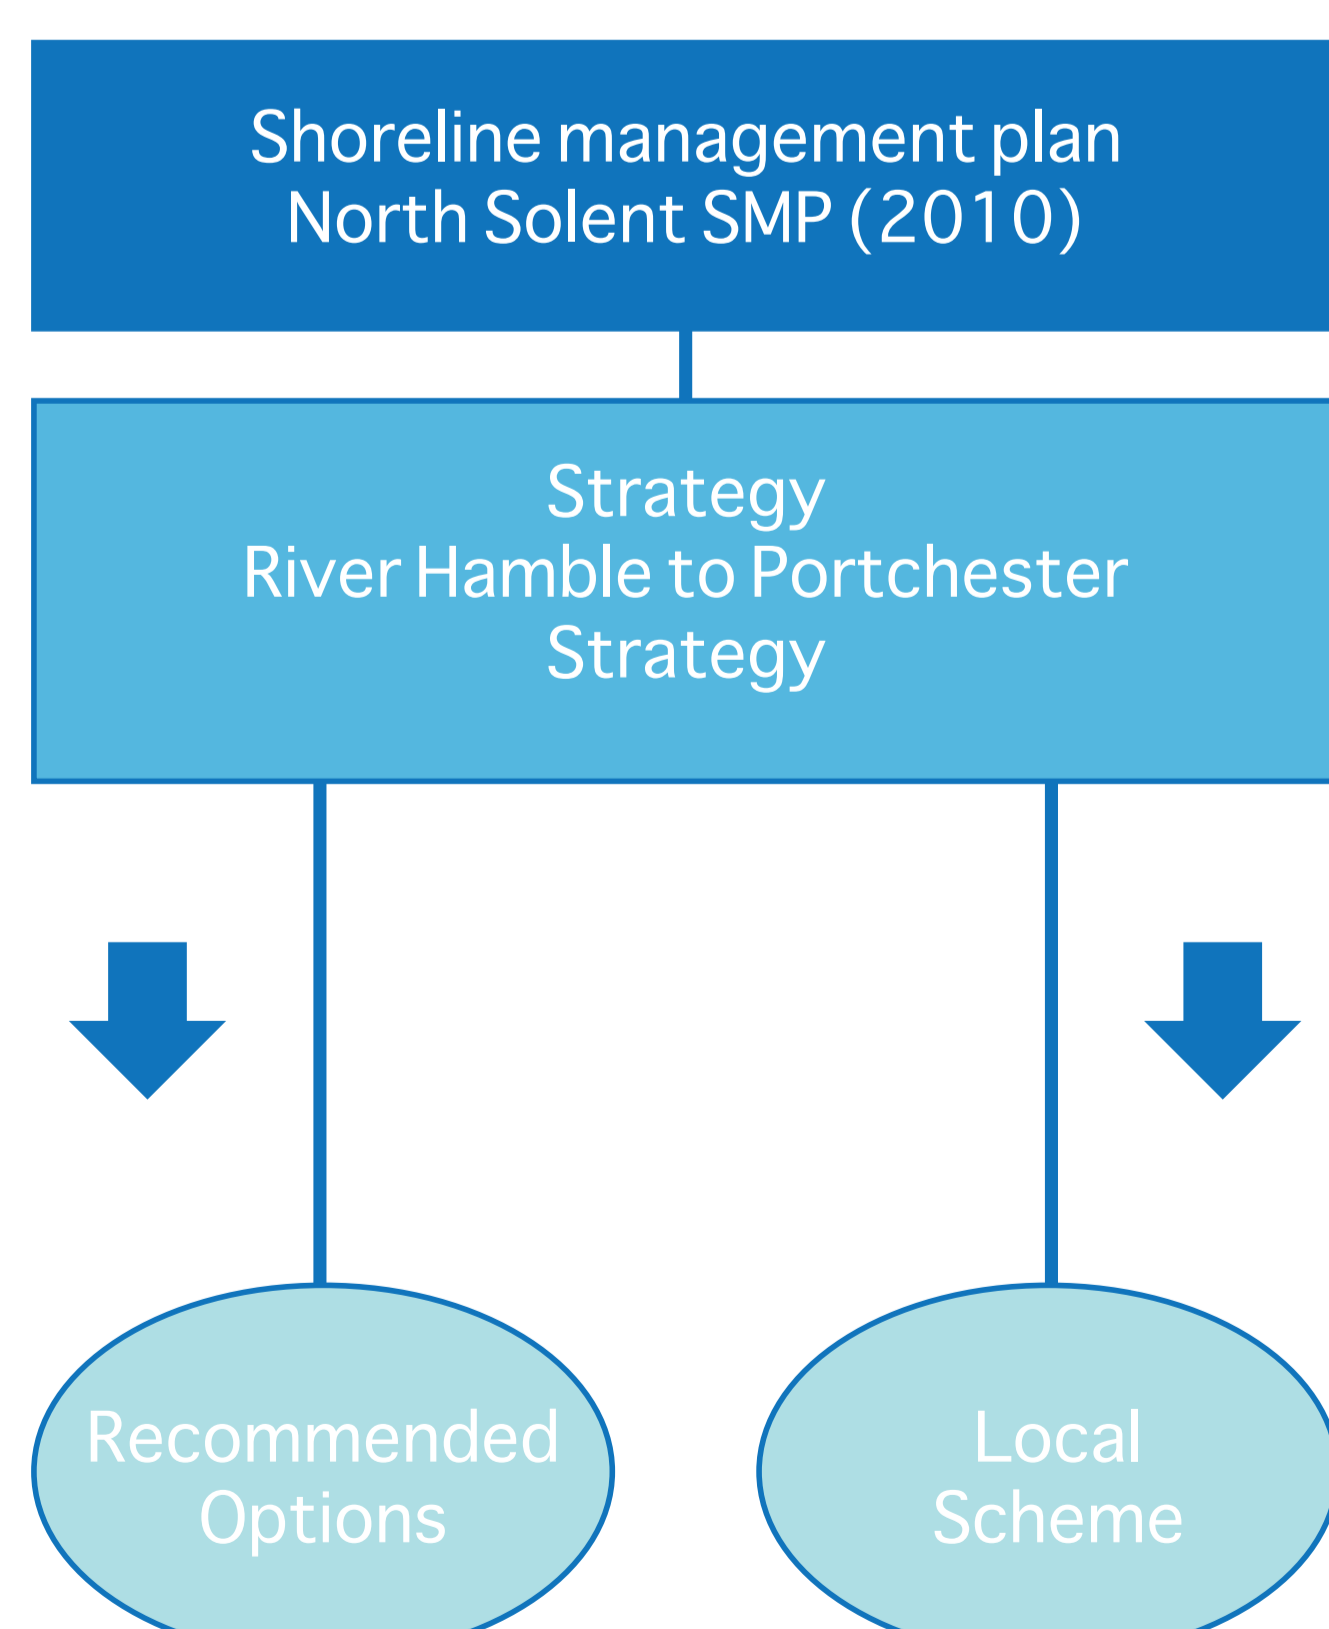 Shoreline management plan
North Solent SMP (2010)
Strategy
River Hamble to Portchester
Strategy
Recommended
Options
Local
Scheme